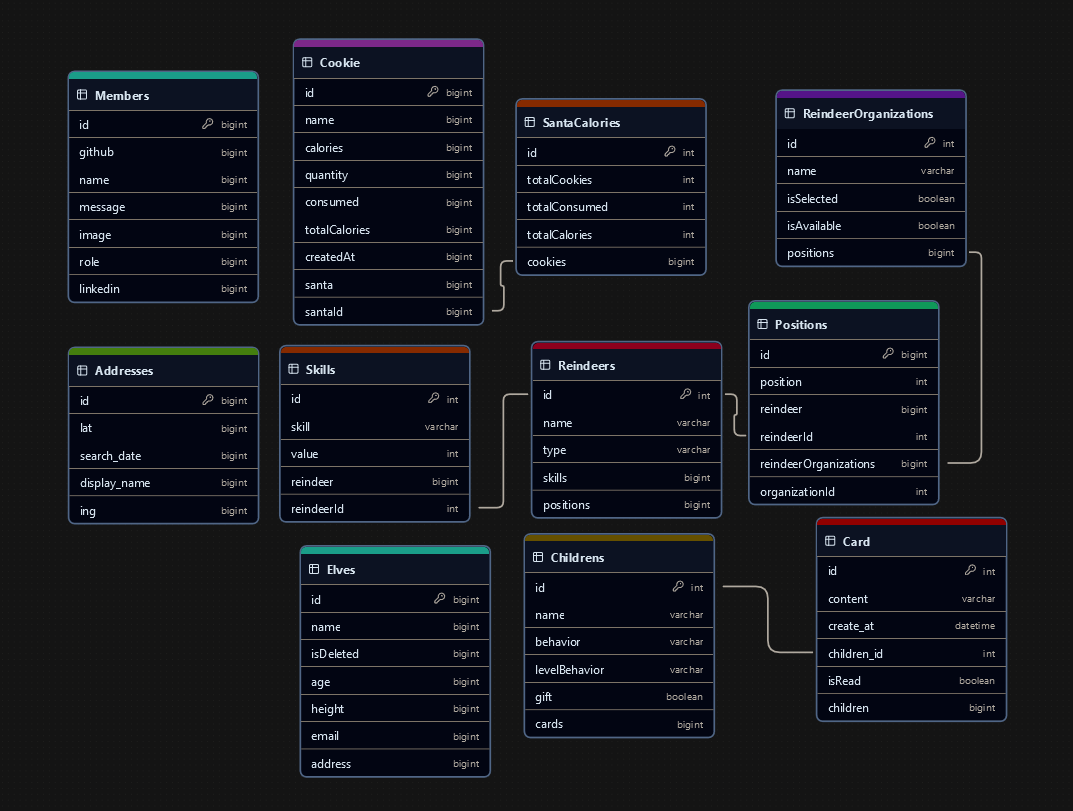 Members
id bigint
github bigint
name bigint
message bigint
image bigint
role bigint
linkedin bigint
Cookie
id bigint
name bigint
calories bigint
quantity bigint
consumed bigint
totalCalories bigint
createdAt bigint
santa bigint
santaId bigint
SantaCalories
id int
totalCookies int
totalConsumed int
totalCalories int
cookies bigint
ReindeerOrganizations
id int
name varchar
isSelected boolean
isAvailable boolean
positions bigint
Addresses
id bigint
lat bigint
search_date bigint
display_name bigint
ing bigint
Skills
id int
skill varchar
value int
reindeer bigint
reindeerId int
Reindeers
id int
name varchar
type varchar
skills bigint
positions bigint
Positions
id bigint
position int
reindeer bigint
reindeerId int
reindeerOrganizations bigint
organizationId int
Elves
id bigint
name bigint
isDeleted bigint
age bigint
height bigint
email bigint
address bigint
Childrens
id int
name varchar
behavior varchar
levelBehavior varchar
gift boolean
cards bigint
Card
id int
content varchar
create_at datetime
children_id int
isRead boolean
children bigint